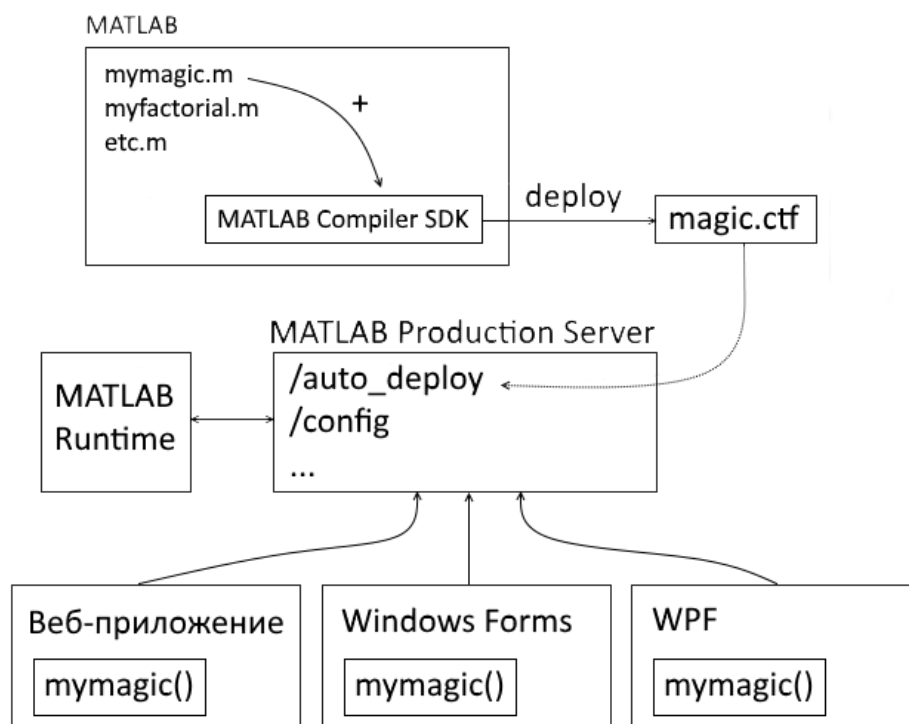 MATLAB
mymagic.m
+
myfactorial.m
etc.m
MATLAB Compiler SDK
deploy
magic.ctf
MATLAB Production Server
MATLAB
Runtime
/auto_deploy
/config
...
Веб-приложение
mymagic()
Windows Forms
mymagic()
WPF
mymagic()